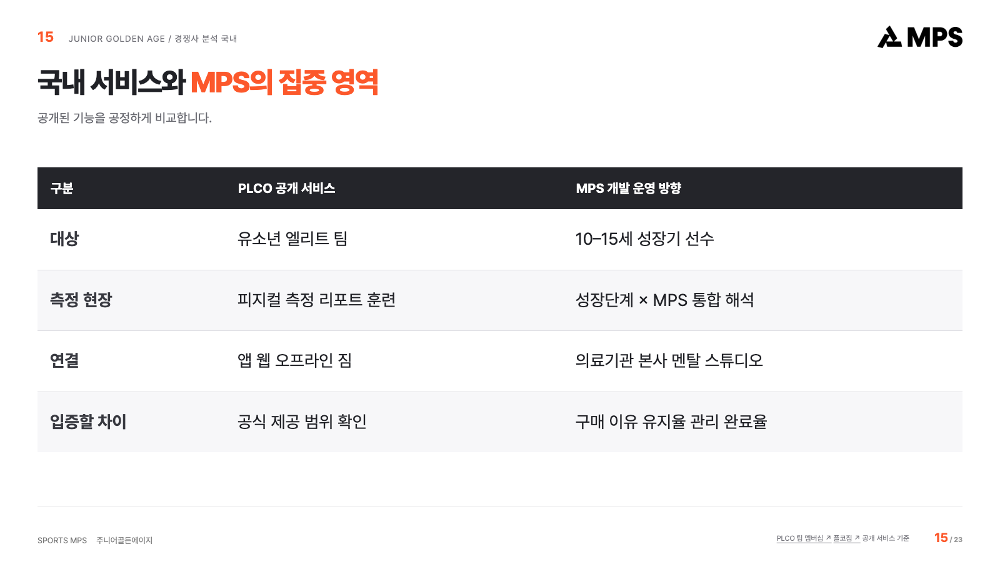 15 JUNIOR GOLDEN AGE / 경쟁사 분석 국내
MPS
국내 서비스와 MPS의 집중 영역
공개된 기능을 공정하게 비교합니다.
구분 PLCO 공개 서비스 MPS 개발 운영 방향
대상 유소년 엘리트 팀 10–15세 성장기 선수
측정 현장 피지컬 측정 리포트 훈련 성장단계 × MPS 통합 해석
연결 앱 웹 오프라인 짐 의료기관 본사 멘탈 스튜디오
입증할 차이 공식 제공 범위 확인 구매 이유 유지율 관리 완료율
SPORTS MPS 주니어골든에이지
PLCO 팀 멤버십 ↗ 플코짐 ↗ 공개 서비스 기준
15 / 23